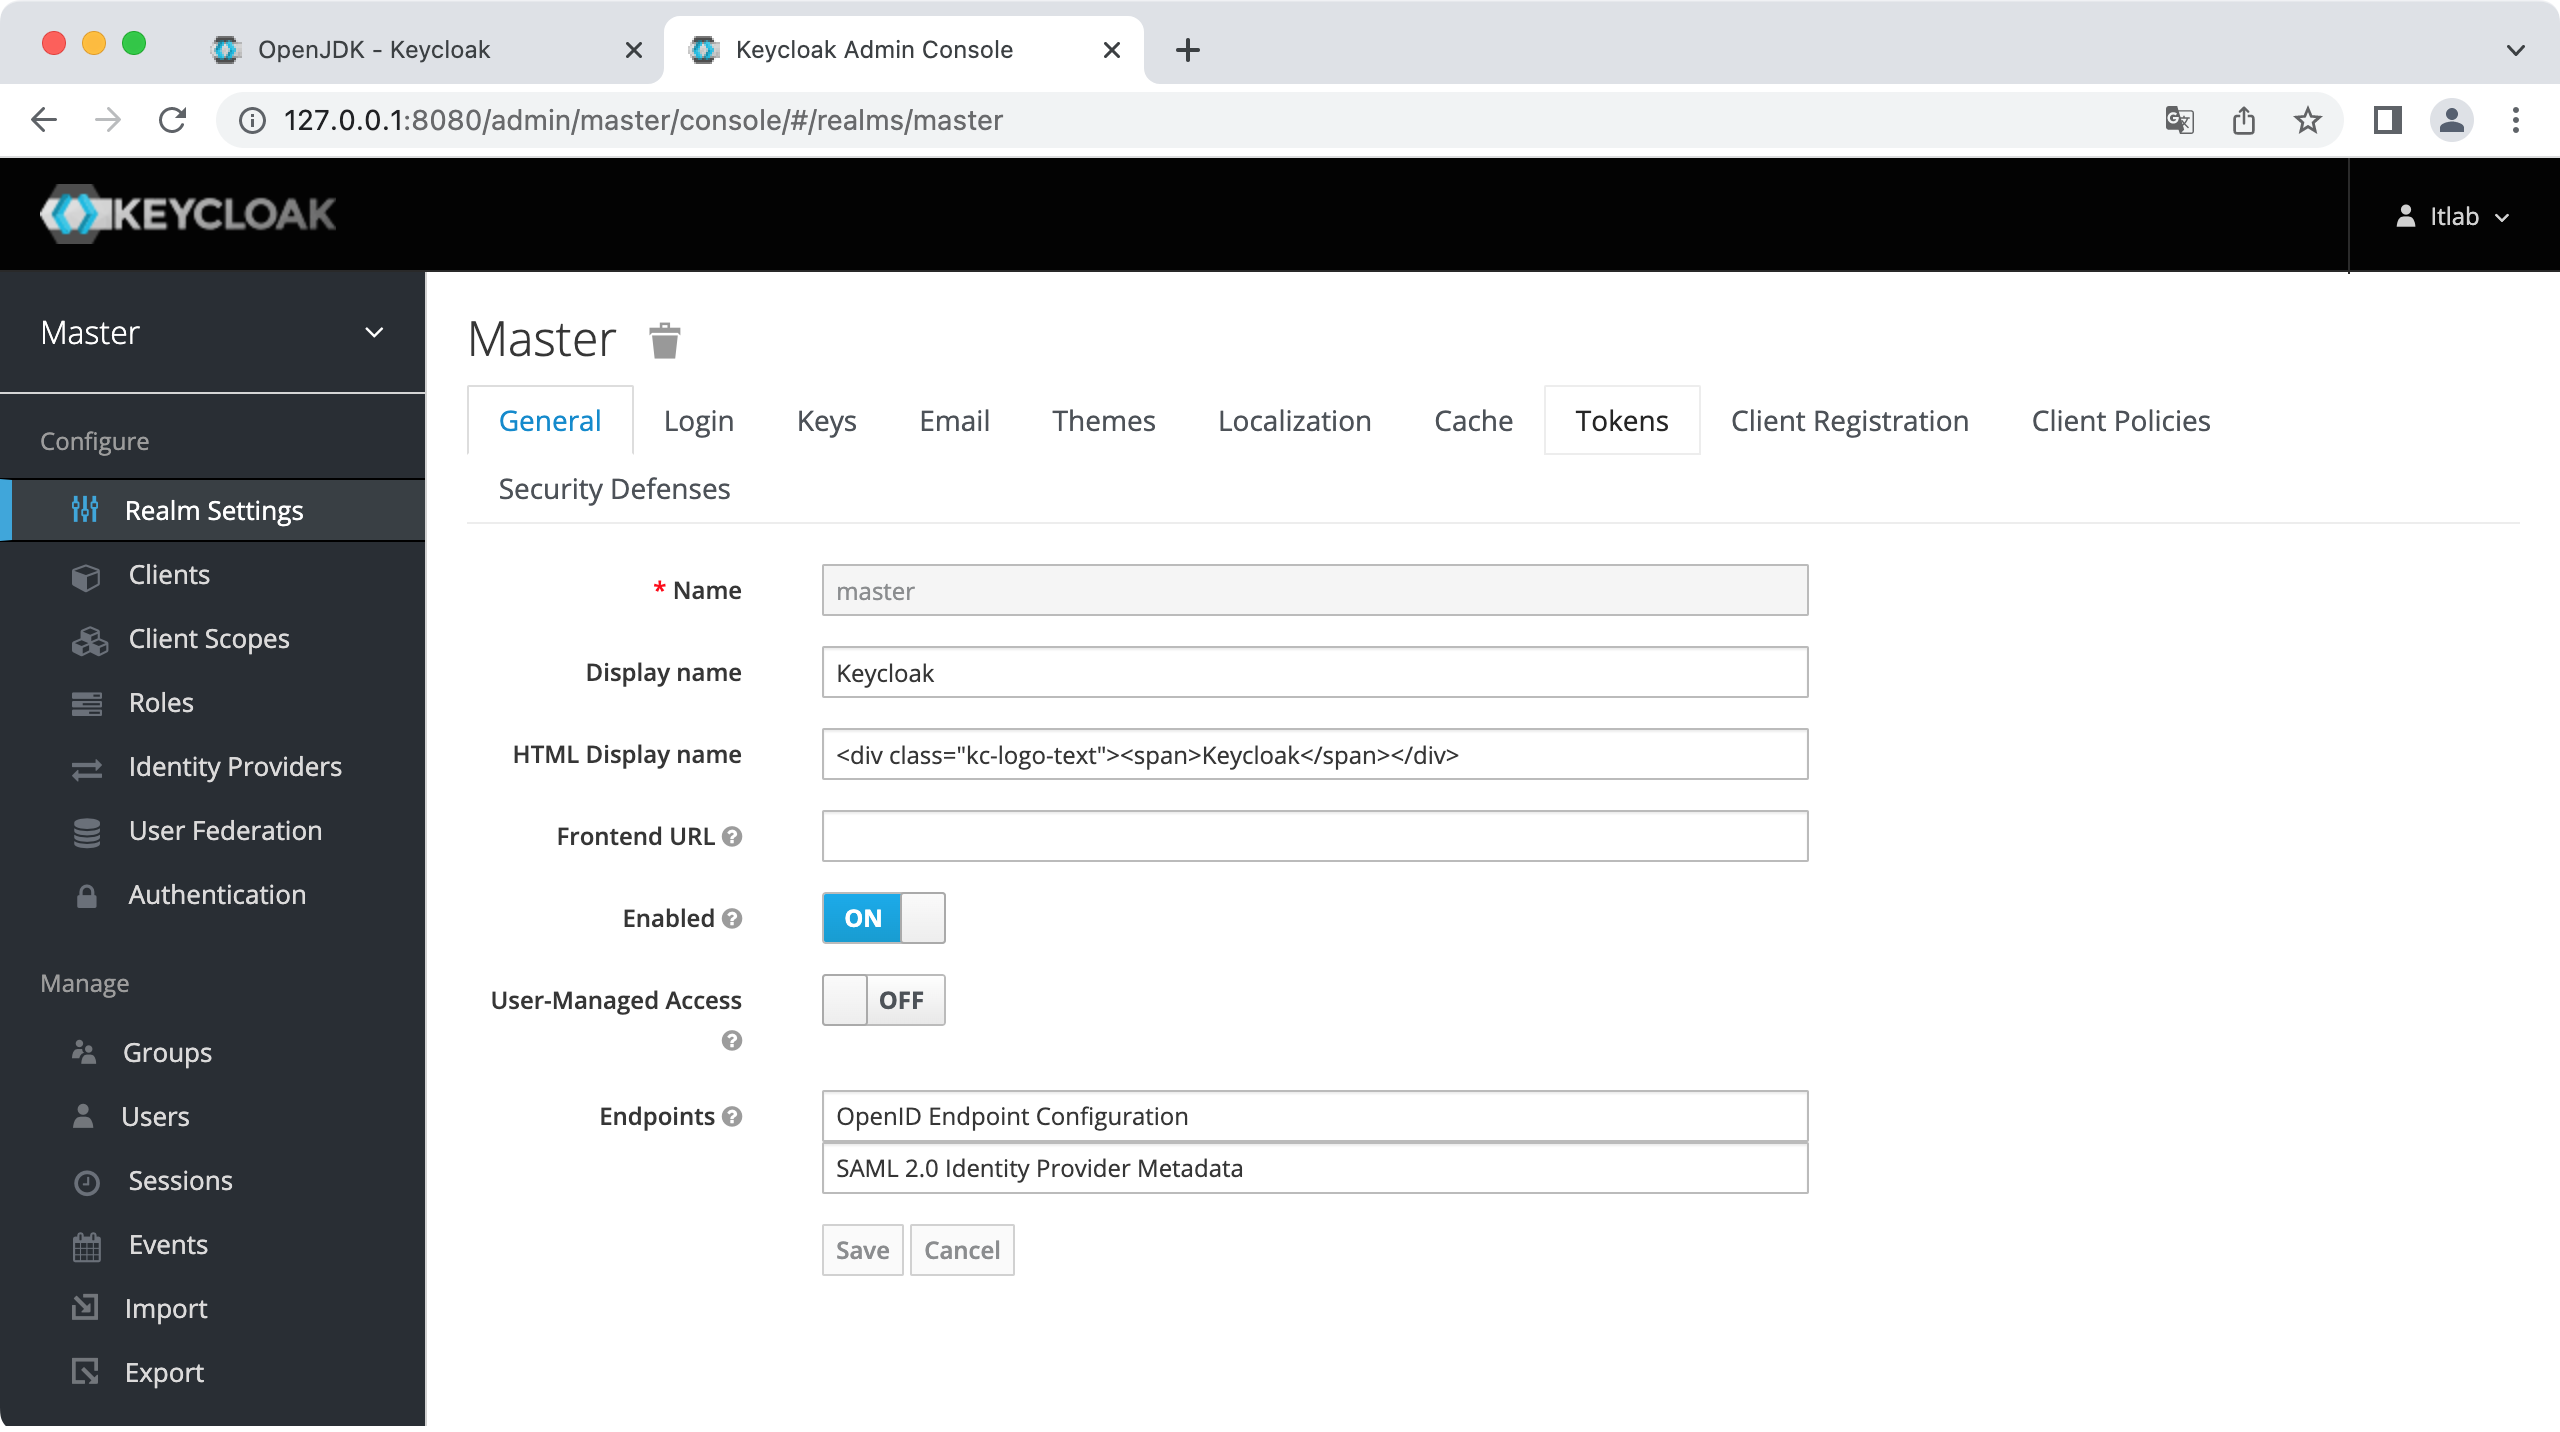 OpenJDK - Keycloak
Keycloak Admin Console
127.0.0.1:8080/admin/master/console/#/realms/master
KEYCLOAK
ltlab
Master
Configure
Realm Settings
Clients
Client Scopes
Roles
Identity Providers
User Federation
Authentication
Manage
Groups
Users
Sessions
Events
Import
Export
Master
General Login Keys Email Themes Localization Cache Tokens Client Registration Client Policies
Security Defenses
* Name master
Display name Keycloak
HTML Display name <div class="kc-logo-text"><span>Keycloak</span></div>
Frontend URL
Enabled ON
User-Managed Access OFF
Endpoints OpenID Endpoint Configuration
SAML 2.0 Identity Provider Metadata
Save Cancel